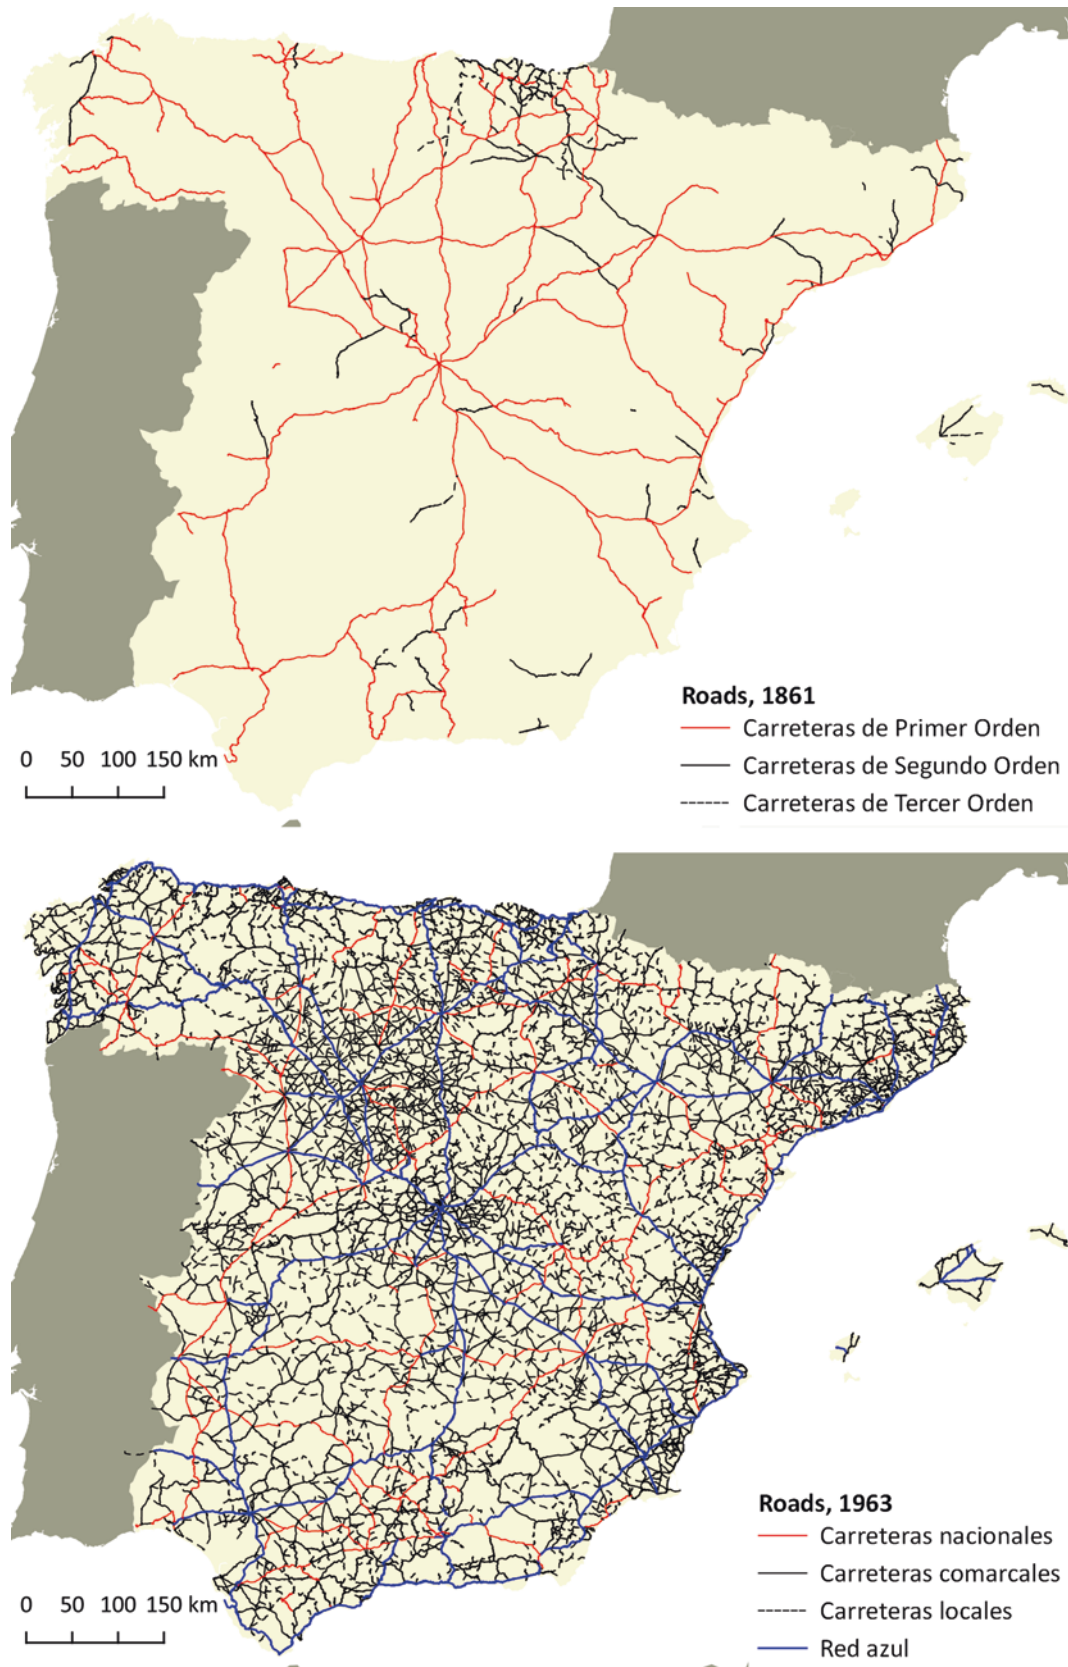 Roads, 1861
Carreteras de Primer Orden
Carreteras de Segundo Orden
Carreteras de Tercer Orden
0 50 100 150 km
Roads, 1963
Carreteras nacionales
Carreteras comarcales
Carreteras locales
Red azul
0 50 100 150 km